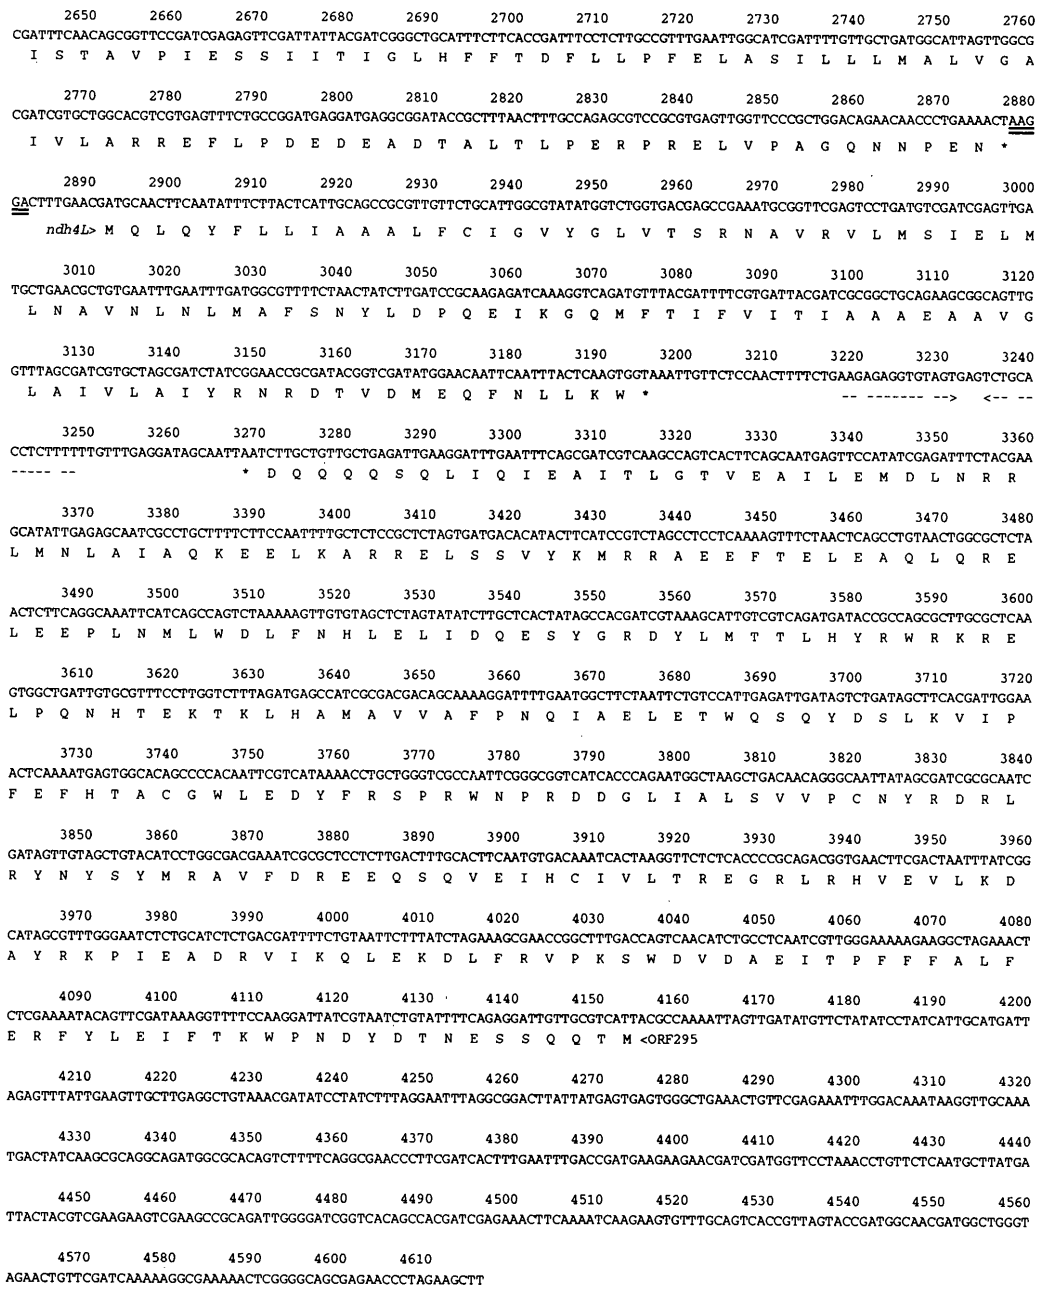 2650 2660 2670 2680 2690 2700 2710 2720 2730 2740 2750 2760
CGATTTCAACAGCGGTTCCGATCGAGAGTTCGATTATTACGATCGGGCTGCATTTCTTCACCGATTTCCTCTTGCCGTTTGAATTGGCATCGATTTTGTTGCTGATGGCATTAGTTGGCG
I S T A V P I E S S I I T I G L H F F T D F L L P F E L A S I L L L M A L V G A
2770 2780 2790 2800 2810 2820 2830 2840 2850 2860 2870 2880
CGATCGTGCTGGCACGTCGTGAGTTTCTGCCGGATGAGGATGAGGCGGATACCGCTTTAACTTTGCCAGAGCGTCCGCGTGAGTTGGTTCCCGCTGGACAGAACAACCCTGAAAACTAAG
I V L A R R E F L P D E D E A D T A L T L P E R P R E L V P A G Q N N P E N *
2890 2900 2910 2920 2930 2940 2950 2960 2970 2980 2990 3000
GACTTTGAACGATGCAACTTCAATATTTCTTACTCATTGCAGCCGCGTTGTTCTGCATTGGCGTATATGGTCTGGTGACGAGCCGAAATGCGGTTCGAGTCCTGATGTCGATCGAGTTGA
ndh4L> M Q L Q Y F L L I A A A L F C I G V Y G L V T S R N A V R V L M S I E L M
3010 3020 3030 3040 3050 3060 3070 3080 3090 3100 3110 3120
TGCTGAACGCTGTGAATTTGAATTTGATGGCGTTTTCTAACTATCTTGATCCGCAAGAGATCAAAGGTCAGATGTTTACGATTTTCGTGATTACGATCGCGGCTGCAGAAGCGGCAGTTG
L N A V N L N L M A F S N Y L D P Q E I K G Q M F T I F V I T I A A A E A A V G
3130 3140 3150 3160 3170 3180 3190 3200 3210 3220 3230 3240
GTTTAGCGATCGTGCTAGCGATCTATCGGAACCGCGATACGGTCGATATGGAACAATTCAATTTACTCAAGTGGTAAATTGTTCTCCAACTTTTCTGAAGAGAGGTGTAGTGAGTCTGCA
L A I V L A I Y R N R D T V D M E Q F N L L K W * -- -------> <-- --
3250 3260 3270 3280 3290 3300 3310 3320 3330 3340 3350 3360
CCTCTTTTTTGTTTGAGGATAGCAATTAATCTTGCTGTTGCTGAGATTGAAGGATTTGAATTTCAGCGATCGTCAAGCCAGTCACTTCAGCAATGAGTTCCATATCGAGATTTCTACGAA
----- -- * D Q Q Q Q S Q L I Q I E A I T L G T V E A I L E M D L N R R
3370 3380 3390 3400 3410 3420 3430 3440 3450 3460 3470 3480
GCATATTGAGAGCAATCGCCTGCTTTTCTTCCAATTTTGCTCTCCGCTCTAGTGATGACACATACTTCATCCGTCTAGCCTCCTCAAAAGTTTCTAACTCAGCCTGTAACTGGCGCTCTA
L M N L A I A Q K E E L K A R R E L S S V Y K M R R A E E F T E L E A Q L Q R E
3490 3500 3510 3520 3530 3540 3550 3560 3570 3580 3590 3600
ACTCTTCAGGCAAATTCATCAGCCAGTCTAAAAAGTTGTGTAGCTCTAGTATATCTTGCTCACTATAGCCACGATCGTAAAGCATTGTCGTCAGATGATACCGCCAGCGCTTGCGCTCAA
L E E P L N M L W D L F N H L E L I D Q E S Y G R D Y L M T T L H Y R W R K R E
3610 3620 3630 3640 3650 3660 3670 3680 3690 3700 3710 3720
GTGGCTGATTGTGCGTTTCCTTGGTCTTTAGATGAGCCATCGCGACGACAGCAAAAGGATTTTGAATGGCTTCTAATTCTGTCCATTGAGATTGATAGTCTGATAGCTTCACGATTGGAA
L P Q N H T E K T K L H A M A V V A F P N Q I A E L E T W Q S Q Y D S L K V I P
3730 3740 3750 3760 3770 3780 3790 3800 3810 3820 3830 3840
ACTCAAAATGAGTGGCACAGCCCCACAATTCGTCATAAAACCTGCTGGGTCGCCAATTCGGGCGGTCATCACCCAGAATGGCTAAGCTGACAACAGGGCAATTATAGCGATCGCGCAATC
F E F H T A C G W L E D Y F R S P R W N P R D D G L I A L S V V P C N Y R D R L
3850 3860 3870 3880 3890 3900 3910 3920 3930 3940 3950 3960
GATAGTTGTAGCTGTACATCCTGGCGACGAAATCGCGCTCCTCTTGACTTTGCACTTCAATGTGACAAATCACTAAGGTTCTCTCACCCCGCAGACGGTGAACTTCGACTAATTTATCGG
R Y N Y S Y M R A V F D R E E Q S Q V E I H C I V L T R E G R L R H V E V L K D
3970 3980 3990 4000 4010 4020 4030 4040 4050 4060 4070 4080
CATAGCGTTTGGGAATCTCTGCATCTCTGACGATTTTCTGTAATTCTTTATCTAGAAAGCGAACCGGCTTTGACCAGTCAACATCTGCCTCAATCGTTGGGAAAAAGAAGGCTAGAAACT
A Y R K P I E A D R V I K Q L E K D L F R V P K S W D V D A E I T P F F F A L F
4090 4100 4110 4120 4130 4140 4150 4160 4170 4180 4190 4200
CTCGAAAATACAGTTCGATAAAGGTTTTCCAAGGATTATCGTAATCTGTATTTTCAGAGGATTGTTGCGTCATTACGCCAAAATTAGTTGATATGTTCTATATCCTATCATTGCATGATT
E R F Y L E I F T K W P N D Y D T N E S S Q Q T M <ORF295
4210 4220 4230 4240 4250 4260 4270 4280 4290 4300 4310 4320
AGAGTTTATTGAAGTTGCTTGAGGCTGTAAACGATATCCTATCTTTAGGAATTTAGGCGGACTTATTATGAGTGAGTGGGCTGAAACTGTTCGAGAAATTTGGACAAATAAGGTTGCAAA
4330 4340 4350 4360 4370 4380 4390 4400 4410 4420 4430 4440
TGACTATCAAGCGCAGGCAGATGGCGCACAGTCTTTTCAGGCGAACCCTTCGATCACTTTGAATTTGACCGATGAAGAAGAACGATCGATGGTTCCTAAACCTGTTCTCAATGCTTATGA
4450 4460 4470 4480 4490 4500 4510 4520 4530 4540 4550 4560
TTACTACGTCGAAGAAGTCGAAGCCGCAGATTGGGGATCGGTCACAGCCACGATCGAGAAACTTCAAAATCAAGAAGTGTTTGCAGTCACCGTTAGTACCGATGGCAACGATGGCTGGGT
4570 4580 4590 4600 4610
AGAACTGTTCGATCAAAAAGGCGAAAAACTCGGGGCAGCGAGAACCCTAGAAGCTT